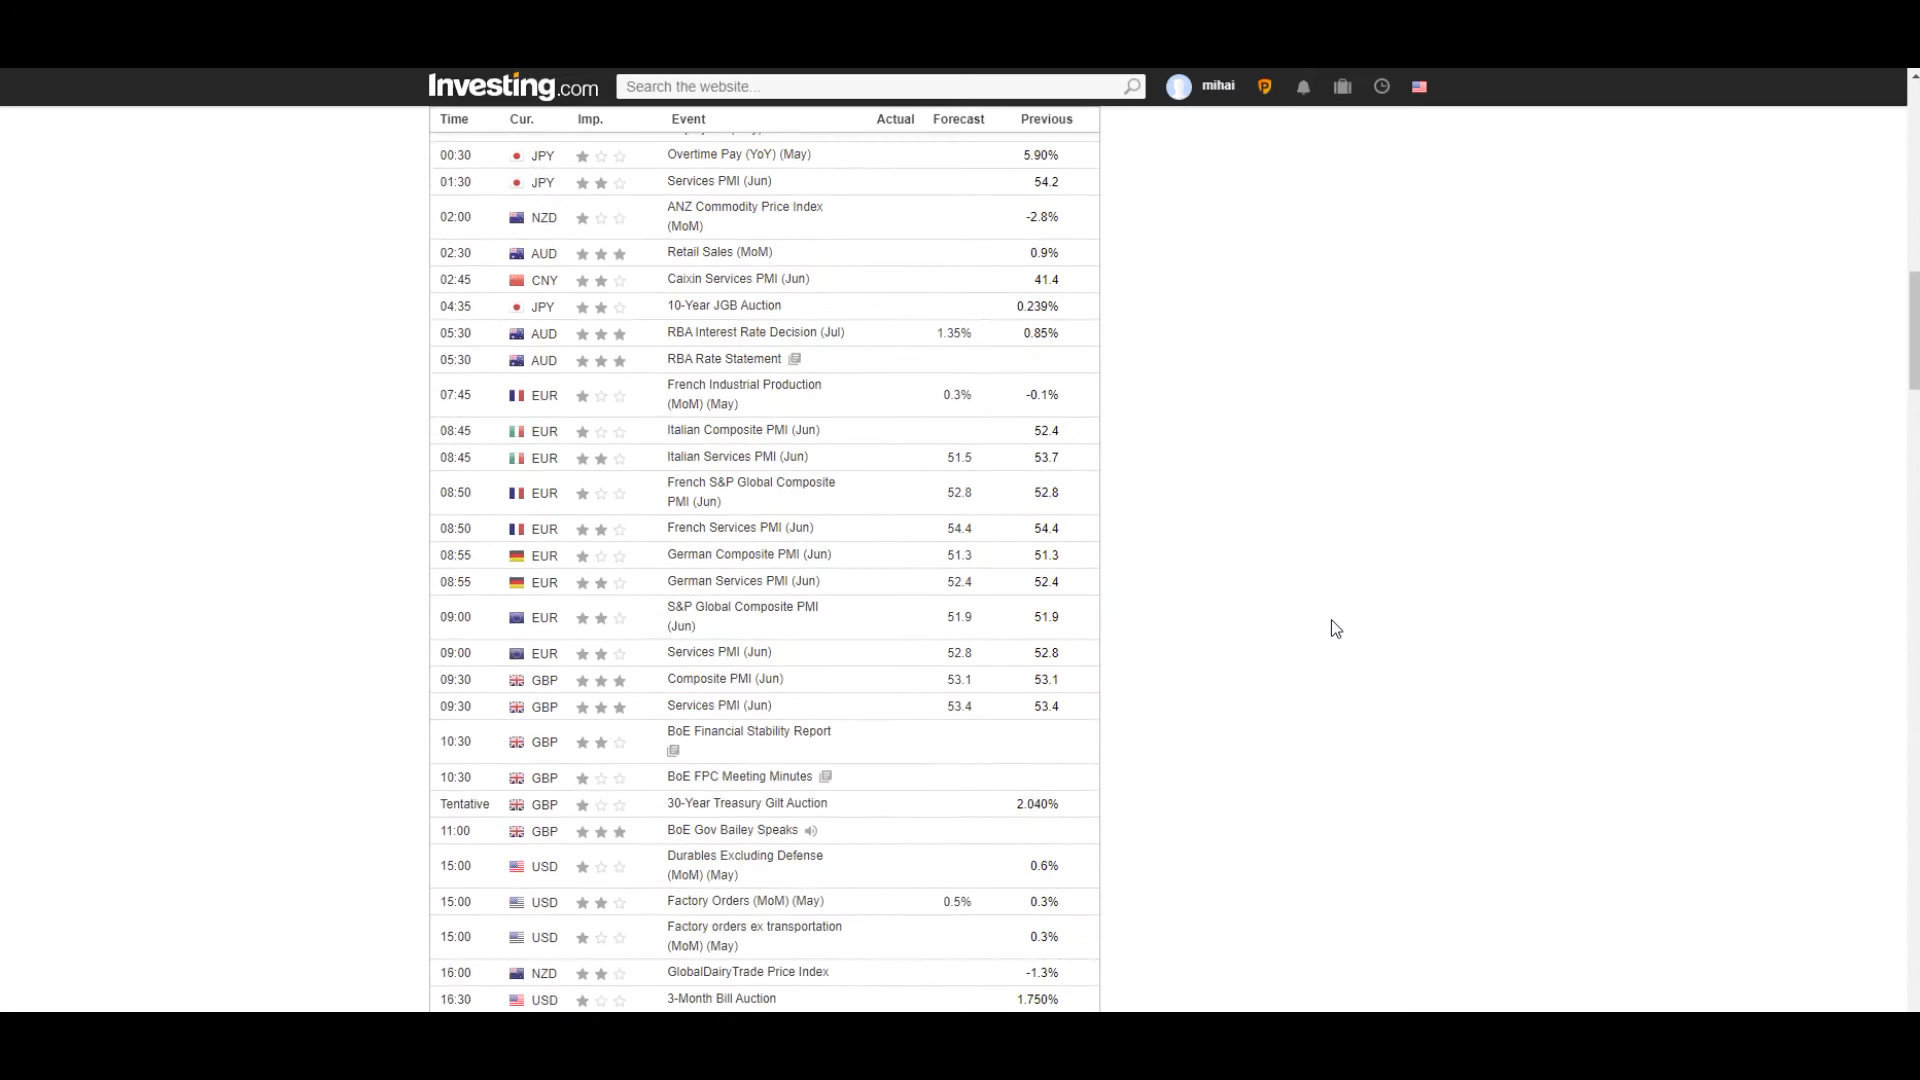 Investing.com Search the website... mihai
Time Cur. Imp. Event Actual Forecast Previous
00:30 JPY Overtime Pay (YoY) (May) 5.90%
01:30 JPY Services PMI (Jun) 54.2
02:00 NZD ANZ Commodity Price Index -2.8%
(MoM)
02:30 AUD Retail Sales (MoM) 0.9%
02:45 CNY Caixin Services PMI (Jun) 41.4
04:35 JPY 10-Year JGB Auction 0.239%
05:30 AUD RBA Interest Rate Decision (Jul) 1.35% 0.85%
05:30 AUD RBA Rate Statement
07:45 EUR French Industrial Production 0.3% -0.1%
(MoM) (May)
08:45 EUR Italian Composite PMI (Jun) 52.4
08:45 EUR Italian Services PMI (Jun) 51.5 53.7
08:50 EUR French S&P Global Composite 52.8 52.8
PMI (Jun)
08:50 EUR French Services PMI (Jun) 54.4 54.4
08:55 EUR German Composite PMI (Jun) 51.3 51.3
08:55 EUR German Services PMI (Jun) 52.4 52.4
09:00 EUR S&P Global Composite PMI 51.9 51.9
(Jun)
09:00 EUR Services PMI (Jun) 52.8 52.8
09:30 GBP Composite PMI (Jun) 53.1 53.1
09:30 GBP Services PMI (Jun) 53.4 53.4
10:30 GBP BoE Financial Stability Report
10:30 GBP BoE FPC Meeting Minutes
Tentative GBP 30-Year Treasury Gilt Auction 2.040%
11:00 GBP BoE Gov Bailey Speaks
15:00 USD Durables Excluding Defense 0.6%
(MoM) (May)
15:00 USD Factory Orders (MoM) (May) 0.5% 0.3%
15:00 USD Factory orders ex transportation 0.3%
(MoM) (May)
16:00 NZD GlobalDairyTrade Price Index -1.3%
16:30 USD 3-Month Bill Auction 1.750%